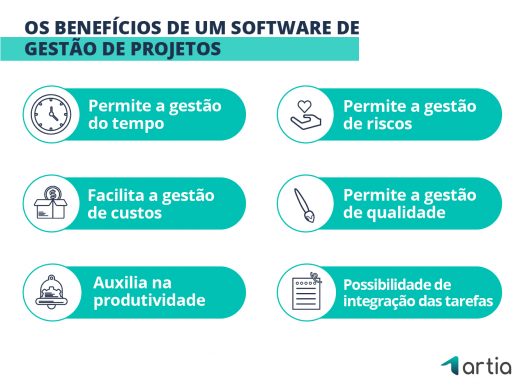 OS BENEFÍCIOS DE UM SOFTWARE DE
GESTÃO DE PROJETOS
Permite a gestão
do tempo
Permite a gestão
de riscos
Facilita a gestão
de custos
Permite a gestão
de qualidade
Auxilia na
produtividade
Possibilidade de
integração das tarefas
artia